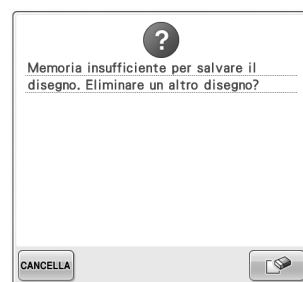 ?
Memoria insufficiente per salvare il
disegno. Eliminare un altro disegno?
CANCELLA